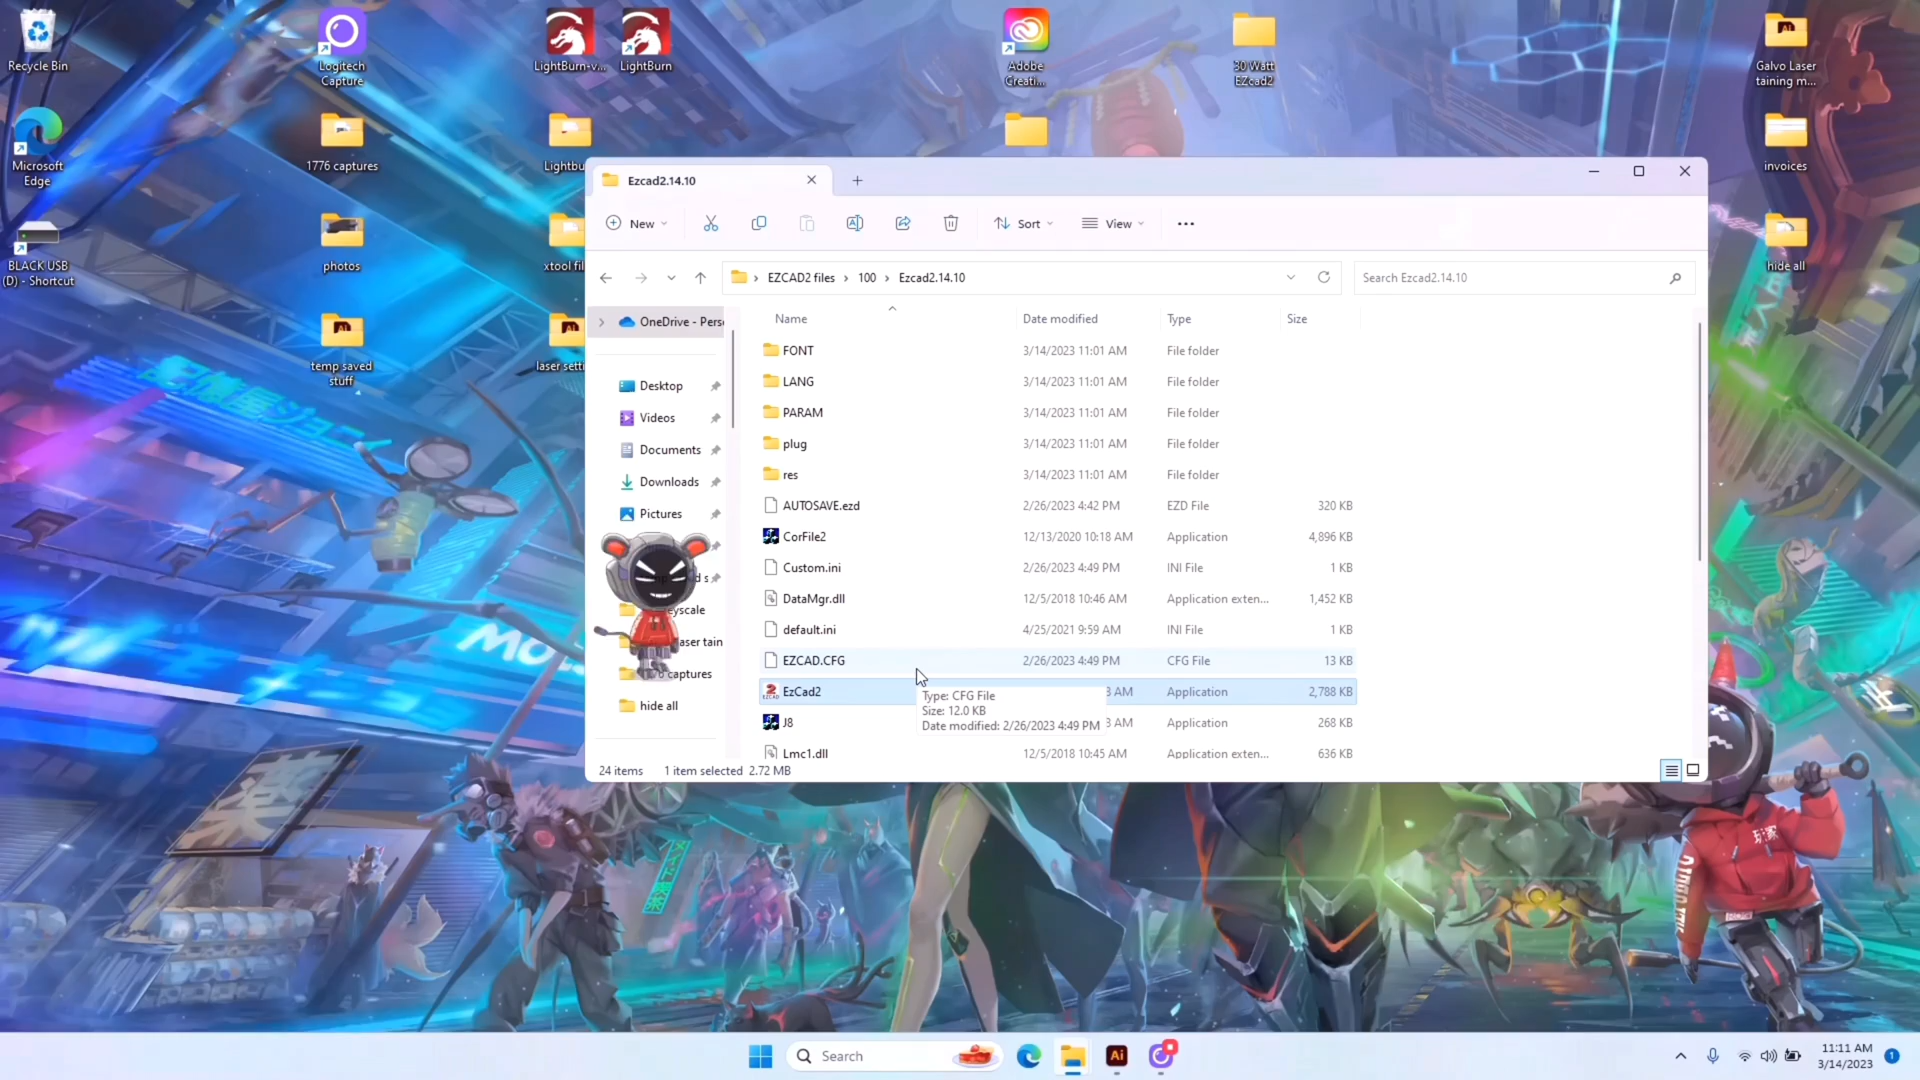 Recycle Bin
Logitech
Capture
LightBurn-v...
LightBurn
Adobe
Creati...
30 Watt
EZcad2
Galvo Laser
taining m...
Microsoft
Edge
1776 captures
Lightbu
invoices
BLACK USB
(D) - Shortcut
photos
xtool fil
hide all
temp saved
stuff
laser setti
Ezcad2.14.10
New
Sort
View
EZCAD2 files > 100 > Ezcad2.14.10
Search Ezcad2.14.10
OneDrive - Pers
Desktop
Videos
Documents
Downloads
Pictures
d s
eyscale
aser tain
captures
hide all
Name Date modified Type Size
FONT 3/14/2023 11:01 AM File folder
LANG 3/14/2023 11:01 AM File folder
PARAM 3/14/2023 11:01 AM File folder
plug 3/14/2023 11:01 AM File folder
res 3/14/2023 11:01 AM File folder
AUTOSAVE.ezd 2/26/2023 4:42 PM EZD File 320 KB
CorFile2 12/13/2020 10:18 AM Application 4,896 KB
Custom.ini 2/26/2023 4:49 PM INI File 1 KB
DataMgr.dll 12/5/2018 10:46 AM Application exten... 1,452 KB
default.ini 4/25/2021 9:59 AM INI File 1 KB
EZCAD.CFG 2/26/2023 4:49 PM CFG File 13 KB
EzCad2 3 AM Application 2,788 KB
J8 3 AM Application 268 KB
Lmc1.dll 12/5/2018 10:45 AM Application exten... 636 KB
Type: CFG File
Size: 12.0 KB
Date modified: 2/26/2023 4:49 PM
24 items 1 item selected 2.72 MB
Search
Ai
11:11 AM
3/14/2023
1